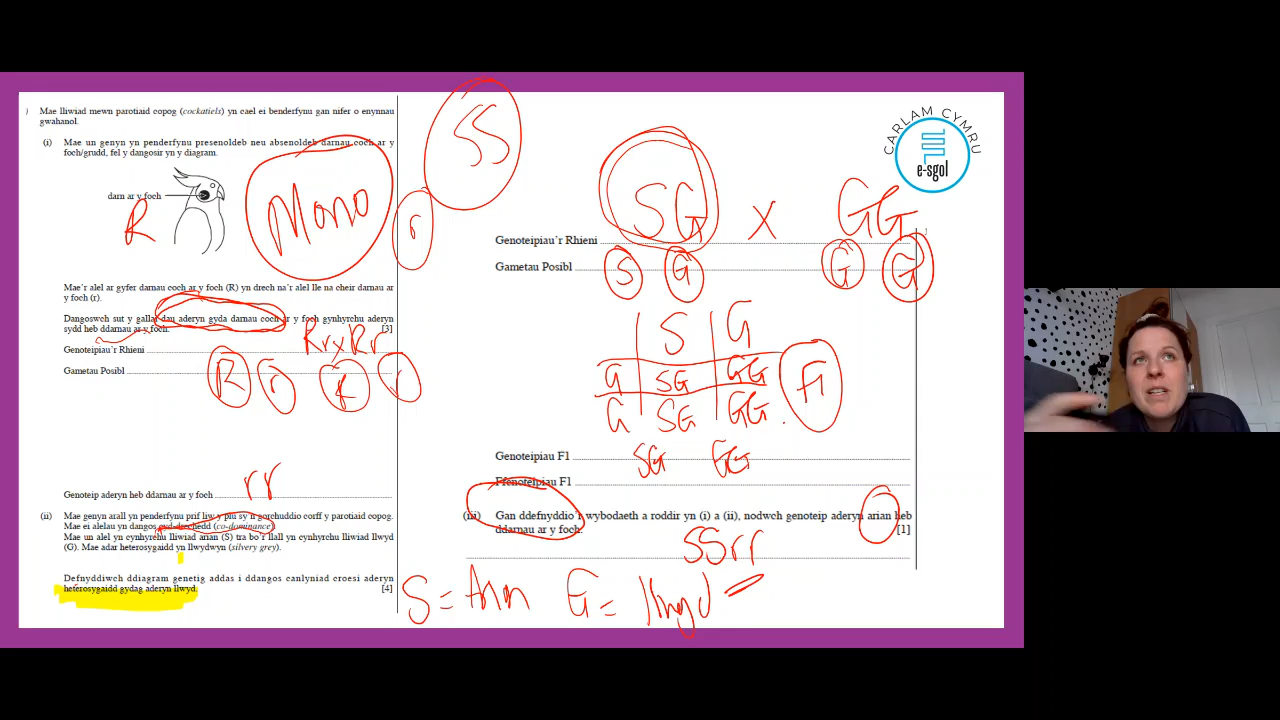 Mae lliwiad mewn parotiaid copog (cockatiels) yn cael ei benderfynu gan nifer o enynnau
gwahanol.
(i) Mae un genyn yn penderfynu presenoldeb neu absenoldeb darnau coch ar y
foch/grudd, fel y dangosir yn y diagram.
darn ar y foch
R
Mono
r
SS
Mae'r alel ar gyfer darnau coch ar y foch (R) yn drech na'r alel lle na cheir darnau ar
y foch (r).
Dangoswch sut y gallai dau aderyn gyda darnau coch ar y foch gynhyrchu aderyn
sydd heb ddarnau ar y foch. [3]
Rr x Rr
Genoteipiau'r Rhieni
Gametau Posibl R r R r
rr
Genoteip aderyn heb ddarnau ar y foch
(ii) Mae genyn arall yn penderfynu prif liw y plu sy'n gorchuddio corff y parotiaid copog.
Mae ei alelau yn dangos cyd-drechedd (co-dominance).
Mae un alel yn cynhyrchu lliwiad arian (S) tra bo'r llall yn cynhyrchu lliwiad llwyd
(G). Mae adar heterosygaidd yn llwydwyn (silvery grey).
Defnyddiwch ddiagram genetig addas i ddangos canlyniad croesi aderyn
heterosygaidd gydag aderyn llwyd. [4]
SG x GG
Genoteipiau'r Rhieni
Gametau Posibl S G G G
S G
G SG GG F1
G SG GG
Genoteipiau F1 SG GG
Ffenoteipiau F1
(iii) Gan ddefnyddio'r wybodaeth a roddir yn (i) a (ii), nodwch genoteip aderyn arian heb
ddarnau ar y foch. [1]
SSrr
S = Arian G = llwyd
CARLAM CYMRU
e-sgol